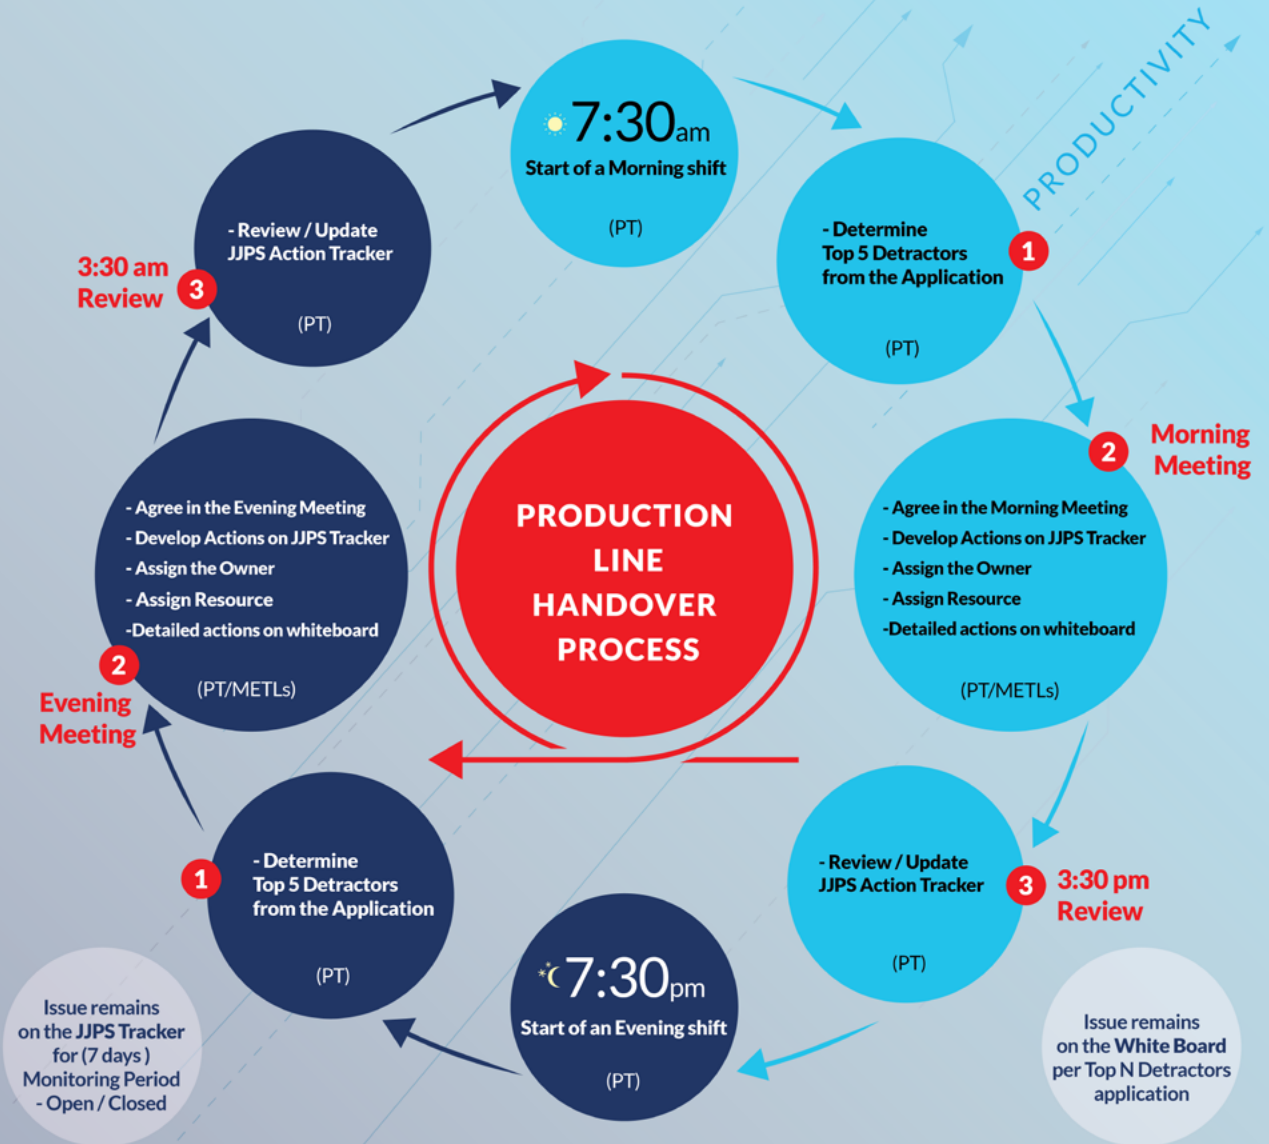 PRODUCTIVITY
7:30am
Start of a Morning shift
(PT)
- Determine
Top 5 Detractors
from the Application
(PT)
1
2
Morning
Meeting
- Agree in the Morning Meeting
- Develop Actions on JJPS Tracker
- Assign the Owner
- Assign Resource
-Detailed actions on whiteboard
(PT/METLs)
- Review / Update
JJPS Action Tracker
(PT)
3
3:30 pm
Review
7:30pm
Start of an Evening shift
(PT)
- Determine
Top 5 Detractors
from the Application
(PT)
1
2
Evening
Meeting
- Agree in the Evening Meeting
- Develop Actions on JJPS Tracker
- Assign the Owner
- Assign Resource
-Detailed actions on whiteboard
(PT/METLs)
- Review / Update
JJPS Action Tracker
(PT)
3
3:30 am
Review
PRODUCTION
LINE
HANDOVER
PROCESS
Issue remains
on the JJPS Tracker
for (7 days )
Monitoring Period
- Open / Closed
Issue remains
on the White Board
per Top N Detractors
application